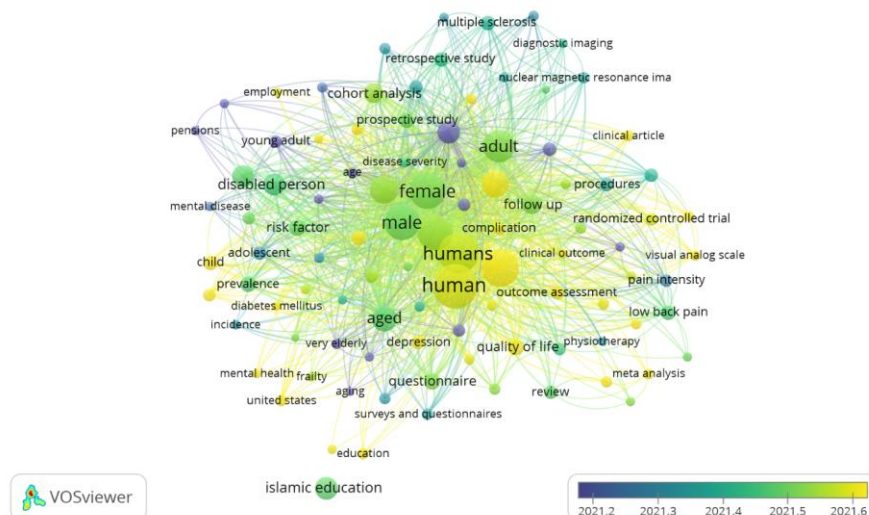 multiple sclerosis
diagnostic imaging
retrospective study
nuclear magnetic resonance ima
employment
cohort analysis
prospective study
pensions
clinical article
young adult
adult
disease severity
age
disabled person
female
procedures
mental disease
follow up
male
risk factor
complication
randomized controlled trial
adolescent
humans
clinical outcome
visual analog scale
child
prevalence
human
pain intensity
outcome assessment
diabetes mellitus
aged
low back pain
incidence
very elderly
depression
quality of life
physiotherapy
mental health
frailty
questionnaire
meta analysis
united states
aging
review
surveys and questionnaires
education
islamic education
VOSviewer
2021.2 2021.3 2021.4 2021.5 2021.6